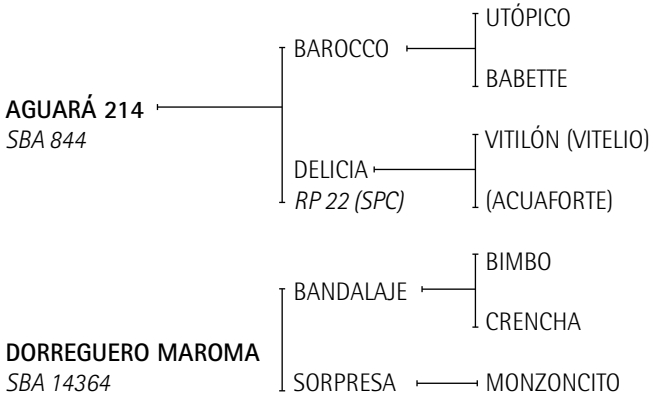 UTÓPICO
BAROCCO
BABETTE
AGUARÁ 214
SBA 844
VITILÓN (VITELIO)
DELICIA
RP 22 (SPC)
(ACUAFORTE)
BIMBO
BANDALAJE
CRENCHA
DORREGUERO MAROMA
SBA 14364
SORPRESA
MONZONCITO